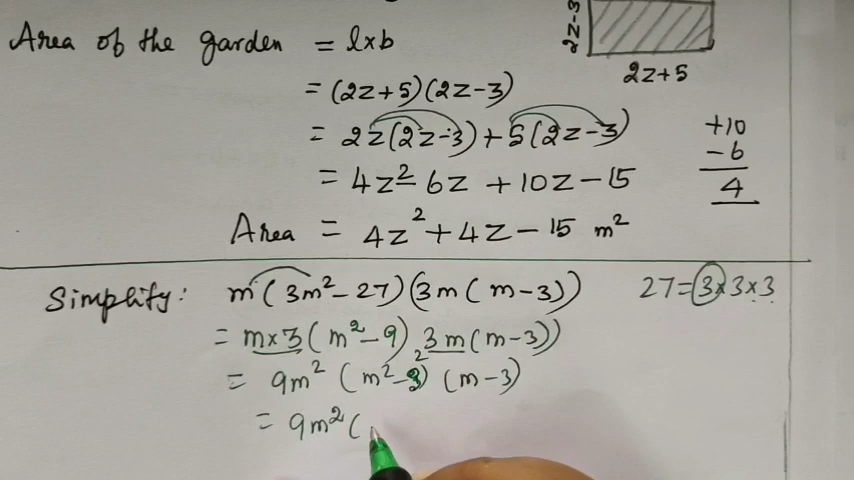 2z-3
2z+5
Area of the garden = l×b
= (2z+5)(2z-3)
= 2z(2z-3)+5(2z-3)
= 4z²- 6z +10z-15
+10
-6
4
Area = 4z²+4z-15 m²
Simplify: m(3m²-27)(3m(m-3))
27=3×3×3
= m×3(m²-9) 3m(m-3))
= 9m² (m²-3²) (m-3)
= 9m²(